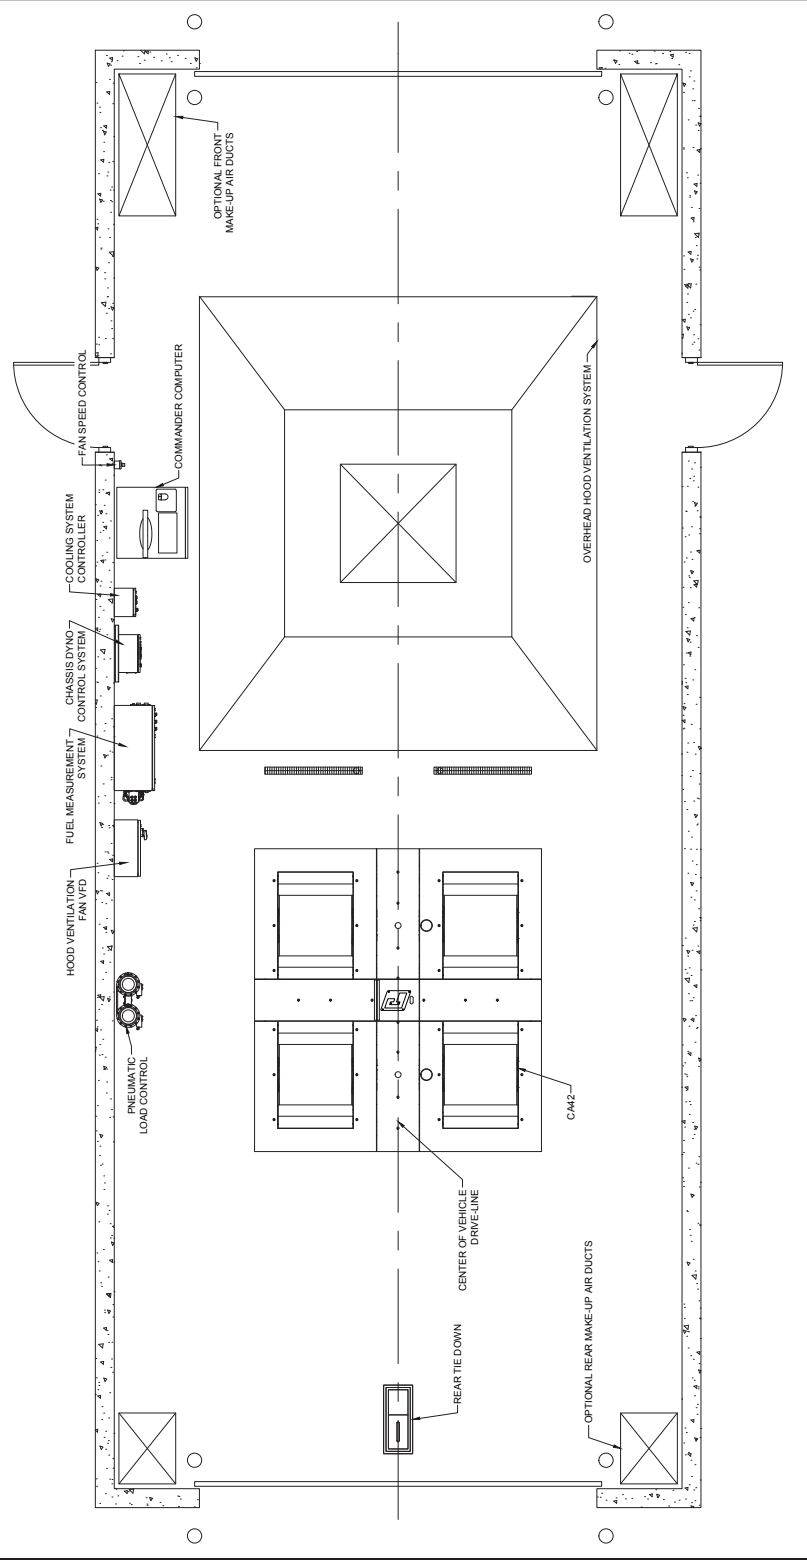 OPTIONAL FRONT
MAKE-UP AIR DUCTS
FAN SPEED CONTROL
COMMANDER COMPUTER
OVERHEAD HOOD VENTILATION SYSTEM
COOLING SYSTEM
CONTROLLER
CHASSIS DYNO
CONTROL SYSTEM
FUEL MEASUREMENT
SYSTEM
HOOD VENTILATION
FAN VFD
PNEUMATIC
LOAD CONTROL
CA42
CENTER OF VEHICLE
DRIVE-LINE
OPTIONAL REAR MAKE-UP AIR DUCTS
REAR TIE DOWN